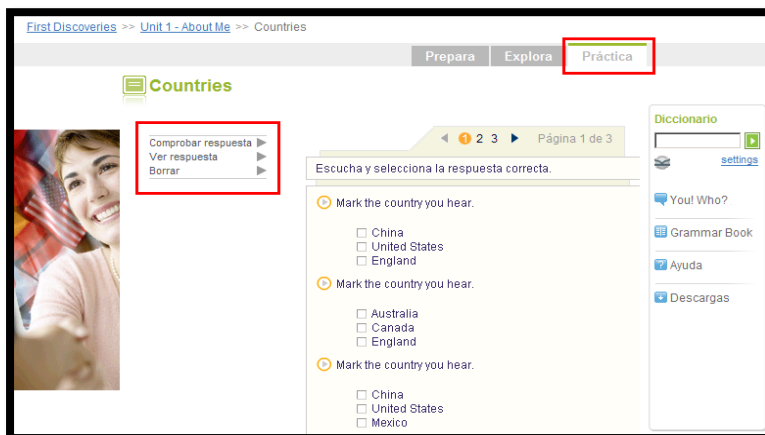 First Discoveries >> Unit 1 - About Me >> Countries
Prepara Explora Práctica
Countries
Comprobar respuesta
Ver respuesta
Borrar
1 2 3 Página 1 de 3
Escucha y selecciona la respuesta correcta.
Mark the country you hear.
China
United States
England
Mark the country you hear.
Australia
Canada
England
Mark the country you hear.
China
United States
Mexico
Diccionario
settings
You! Who?
Grammar Book
Ayuda
Descargas